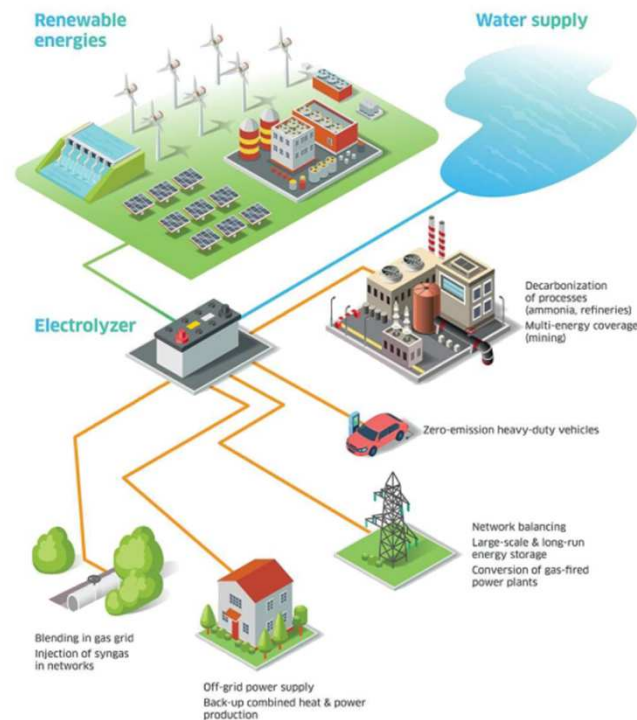 Renewable
energies
Water supply
Electrolyzer
Decarbonization
of processes
(ammonia, refineries)
Multi-energy coverage
(mining)
Zero-emission heavy-duty vehicles
Network balancing
Large-scale & long-run
energy storage
Conversion of gas-fired
power plants
Blending in gas grid
Injection of syngas
in networks
Off-grid power supply
Back-up combined heat & power
production